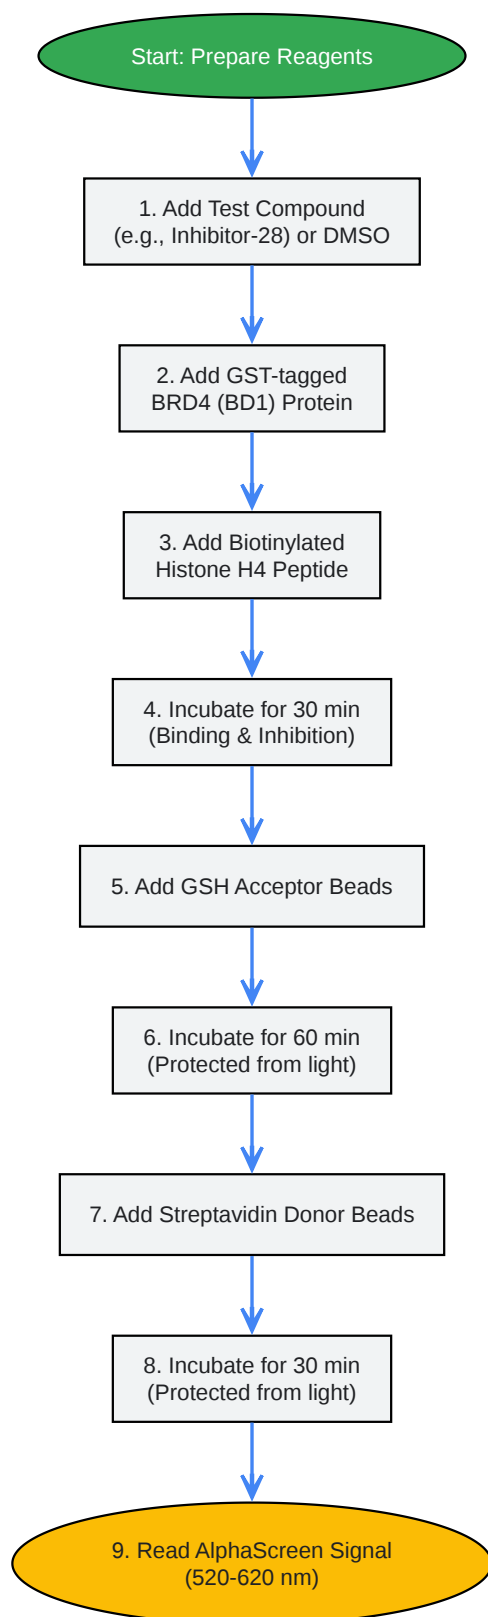 Start: Prepare Reagents
1. Add Test Compound
(e.g., Inhibitor-28) or DMSO
2. Add GST-tagged
BRD4 (BD1) Protein
3. Add Biotinylated
Histone H4 Peptide
4. Incubate for 30 min
(Binding & Inhibition)
5. Add GSH Acceptor Beads
6. Incubate for 60 min
(Protected from light)
7. Add Streptavidin Donor Beads
8. Incubate for 30 min
(Protected from light)
9. Read AlphaScreen Signal
(520-620 nm)